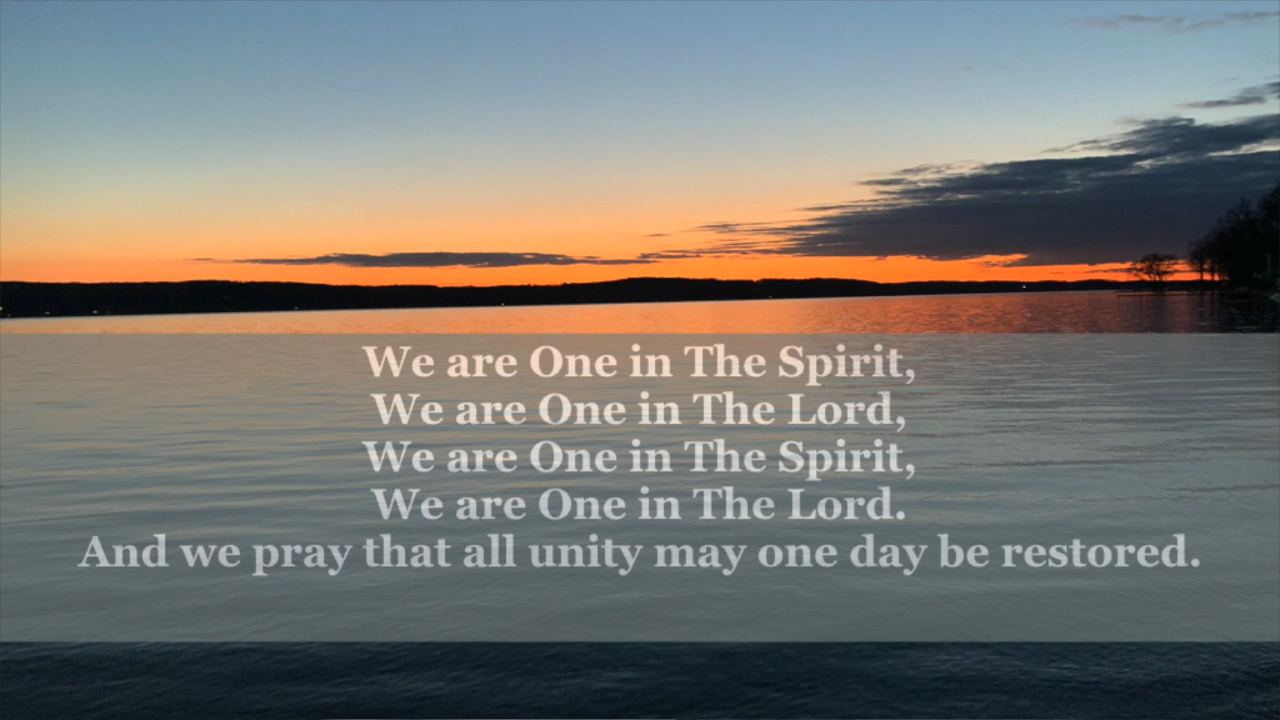 We are One in The Spirit,
We are One in The Lord,
We are One in The Spirit,
We are One in The Lord.
And we pray that all unity may one day be restored.